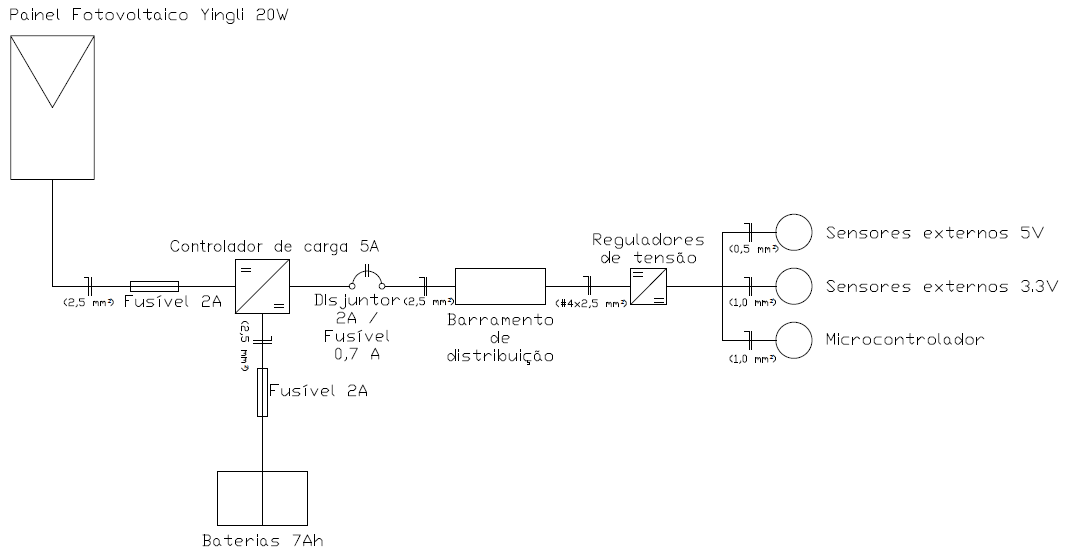 Painel Fotovoltaico Yingli 20W
Controlador de carga 5A
(2,5 mm²)
Fusível 2A
(2,5 mm²)
Fusível 2A
Baterias 7Ah
Disjuntor
2A /
Fusível
0,7 A
(2,5 mm²)
Barramento
de
distribuição
(#4x2,5 mm²)
Reguladores
de tensão
(0,5 mm²)
Sensores externos 5V
(1,0 mm²)
Sensores externos 3.3V
(1,0 mm²)
Microcontrolador